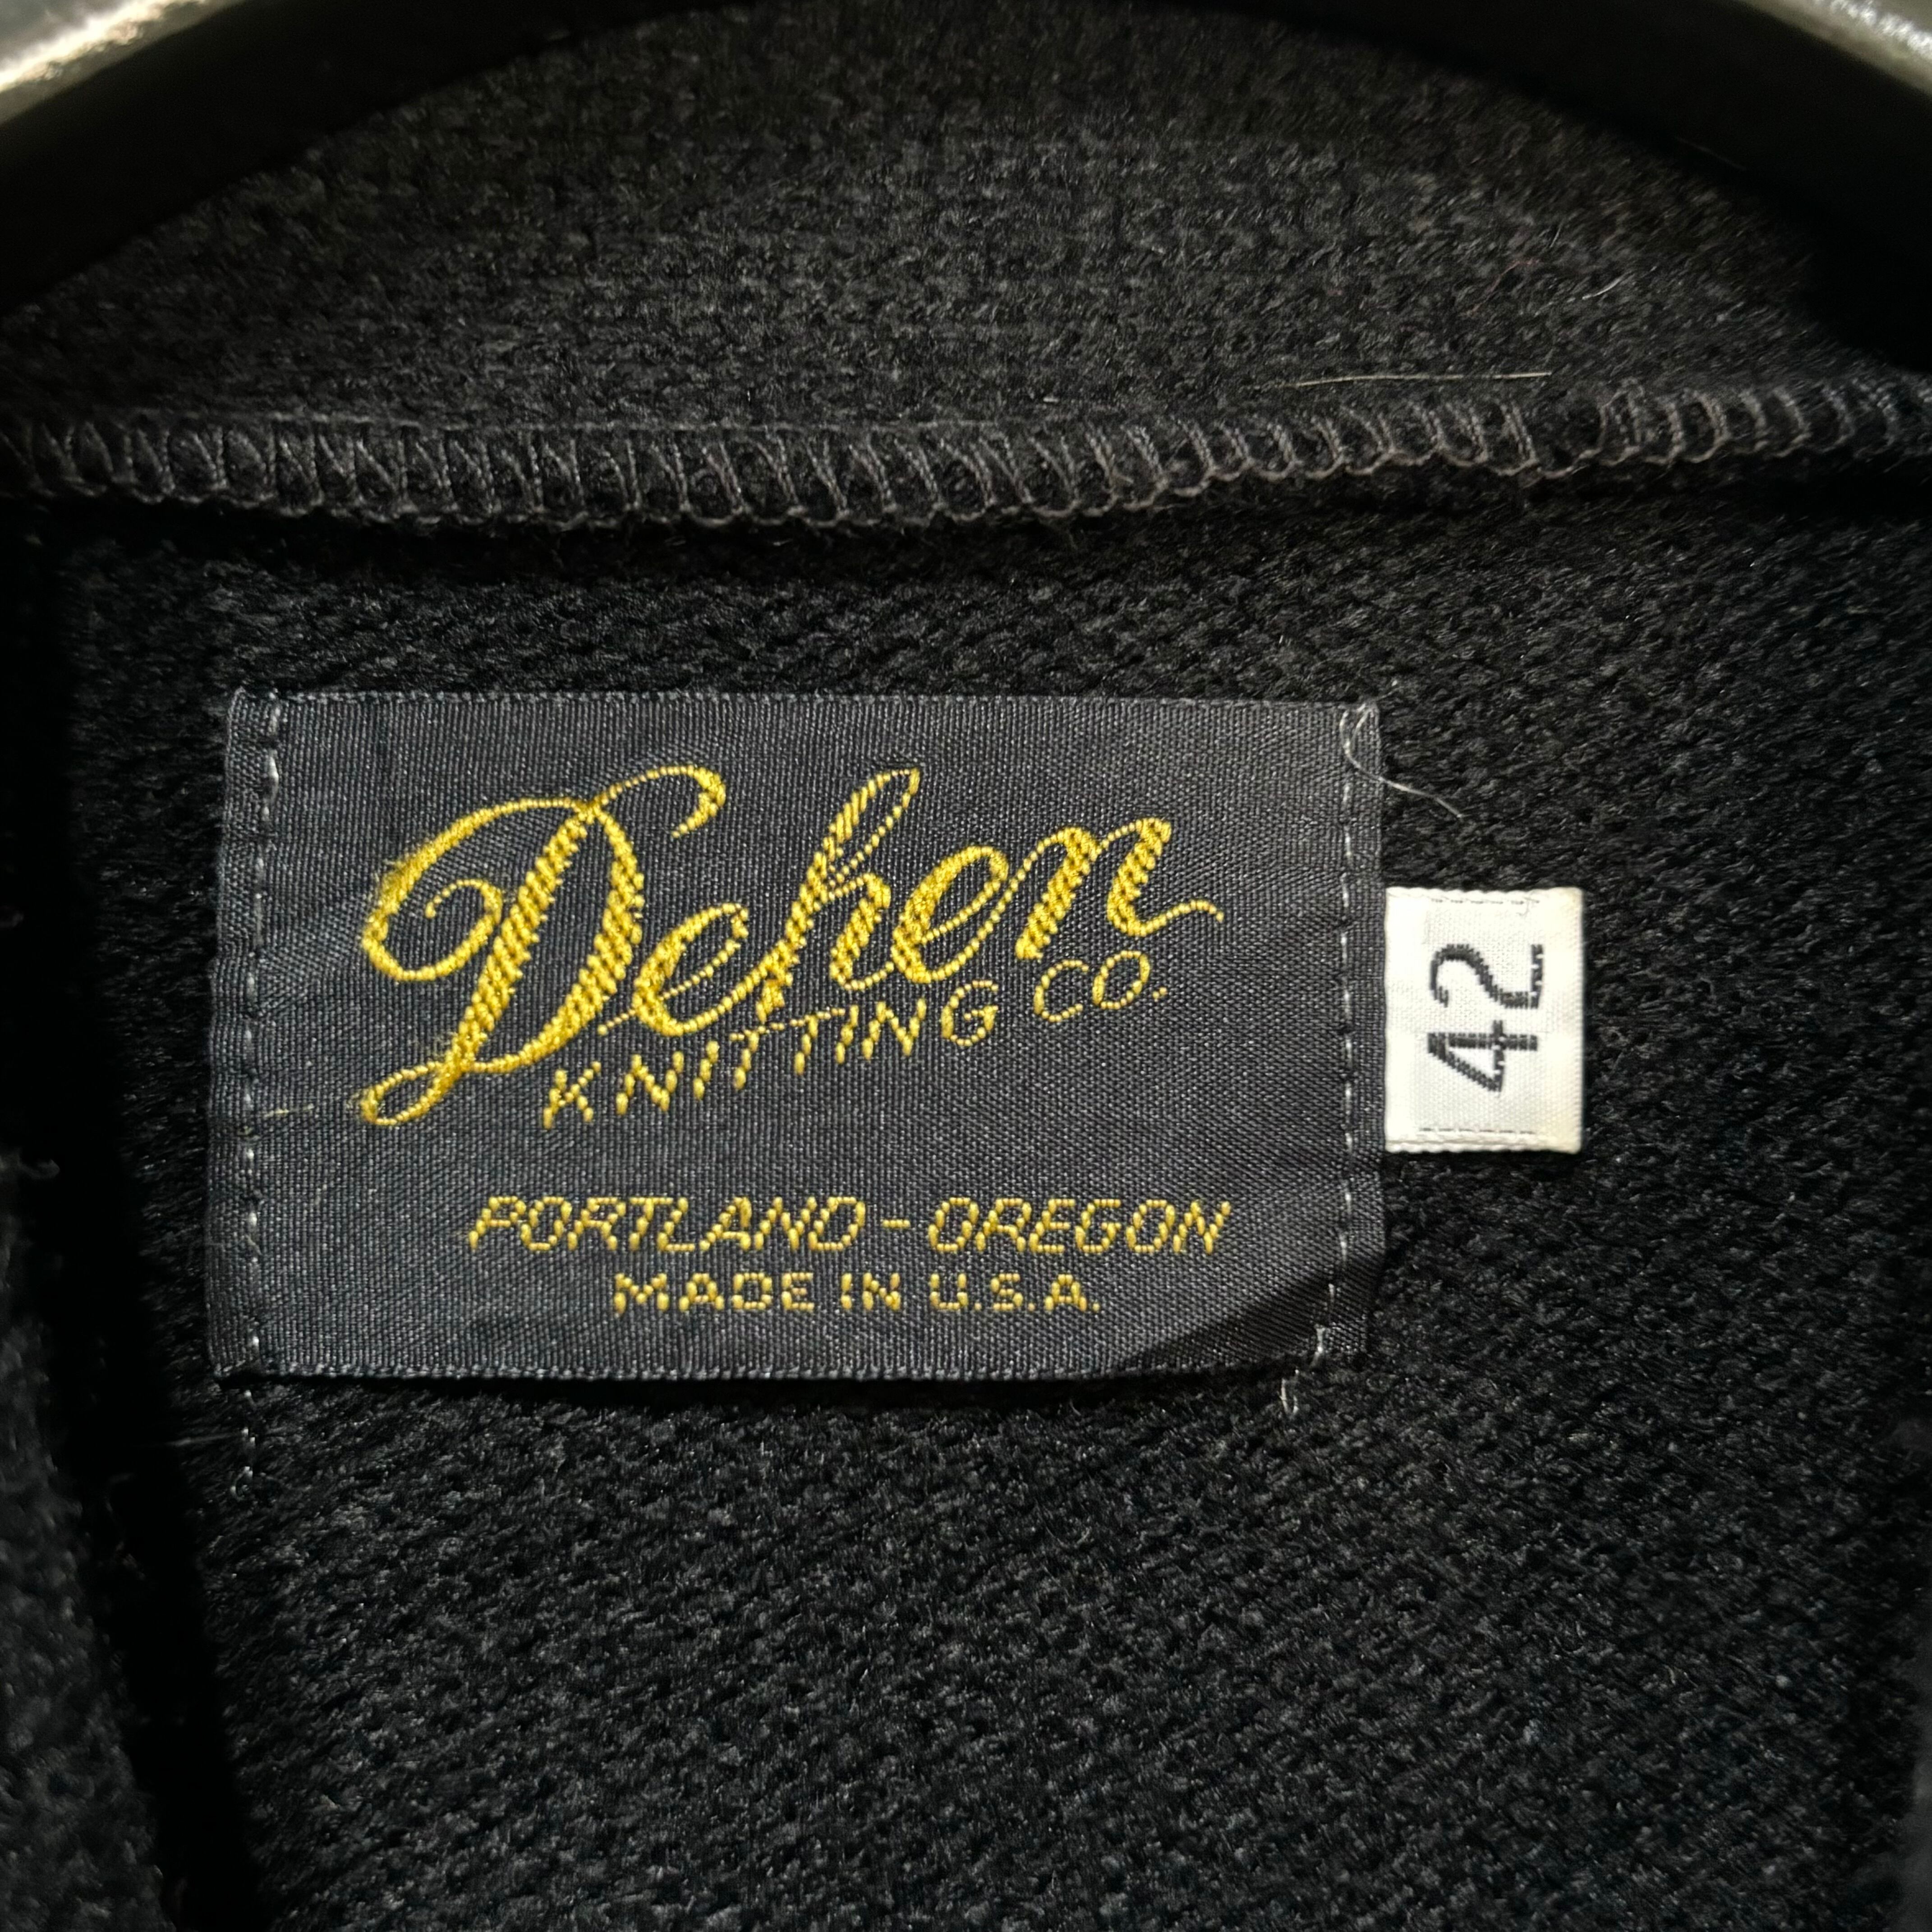 Dehen
KNITTING CO.
PORTLAND - OREGON
MADE IN U.S.A.
42